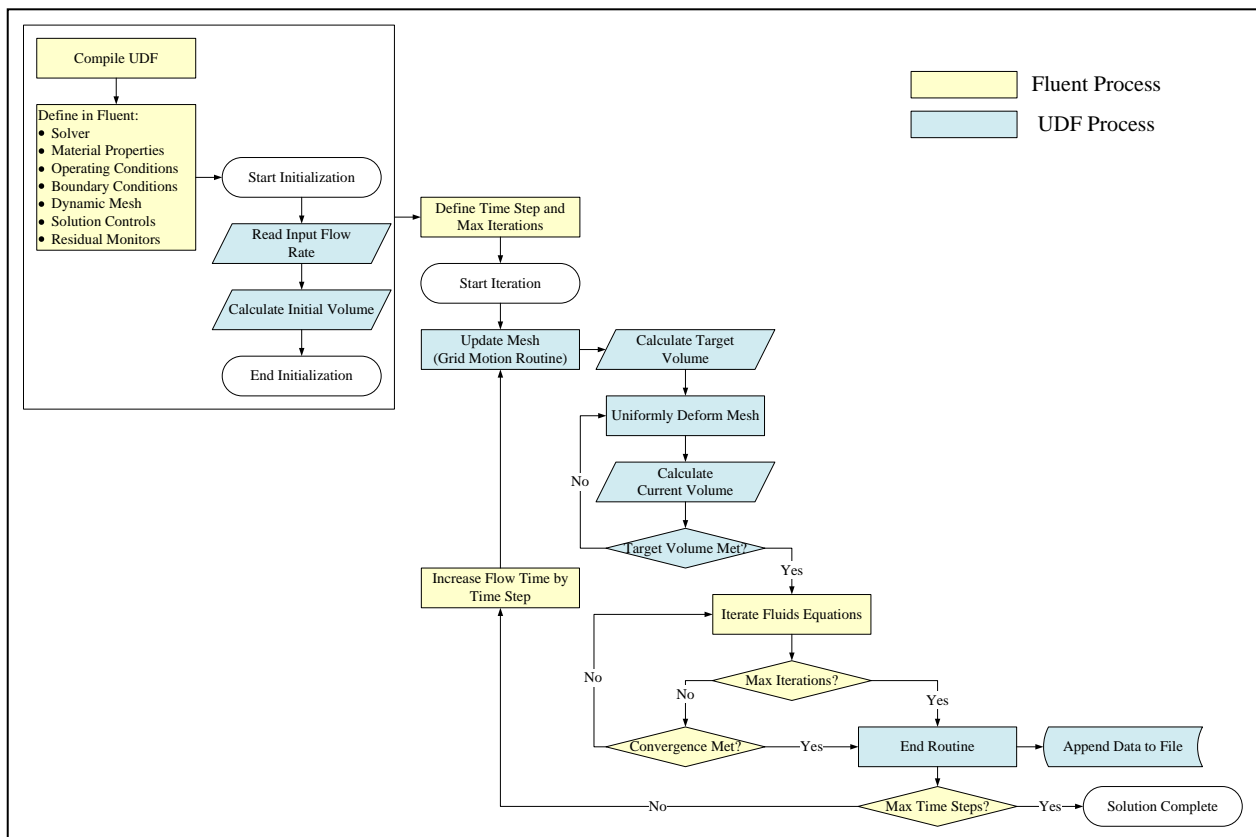 Compile UDF
Define in Fluent:
• Solver
• Material Properties
• Operating Conditions
• Boundary Conditions
• Dynamic Mesh
• Solution Controls
• Residual Monitors
Start Initialization
Read Input Flow
Rate
Calculate Initial Volume
End Initialization
Fluent Process
UDF Process
Define Time Step and
Max Iterations
Start Iteration
Update Mesh
(Grid Motion Routine)
Calculate Target
Volume
Uniformly Deform Mesh
Calculate
Current Volume
No
Target Volume Met?
Yes
Increase Flow Time by
Time Step
Iterate Fluids Equations
No
Max Iterations?
No
Yes
Convergence Met?
Yes
End Routine
Append Data to File
No
Max Time Steps?
Yes
Solution Complete